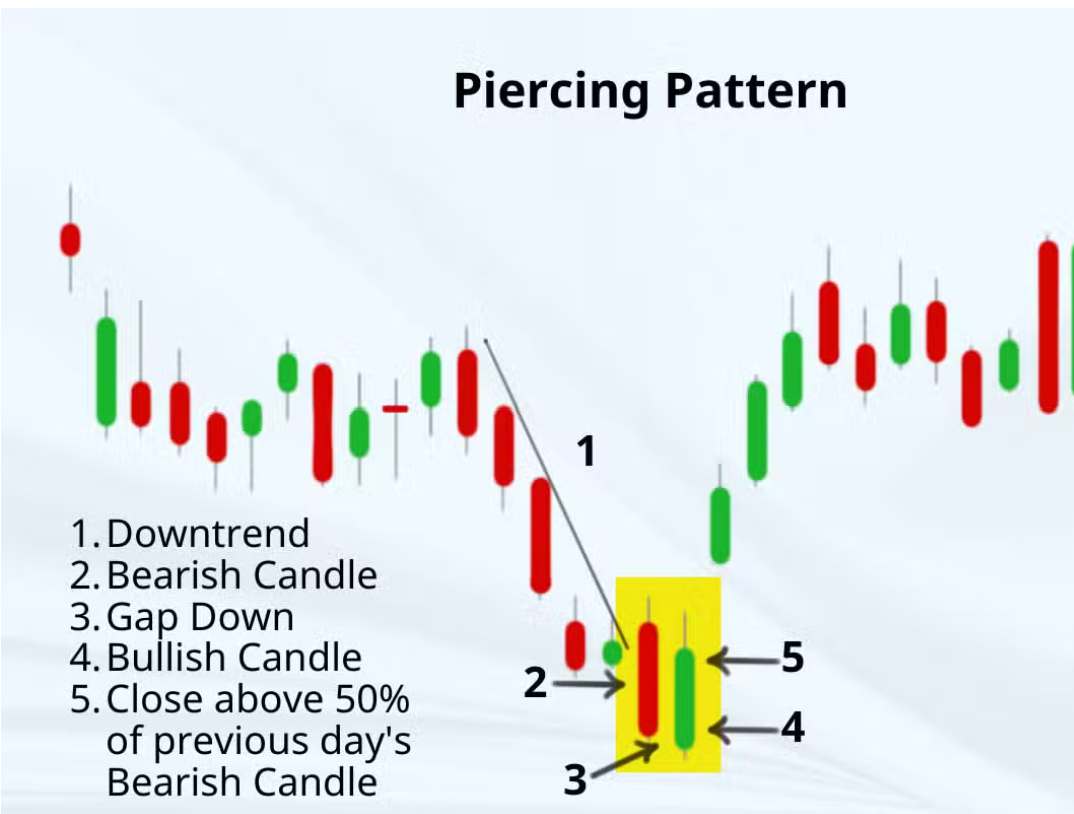 Piercing Pattern
1
1. Downtrend
2. Bearish Candle
3. Gap Down
4. Bullish Candle
5. Close above 50%
of previous day's
Bearish Candle
5
2
4
3